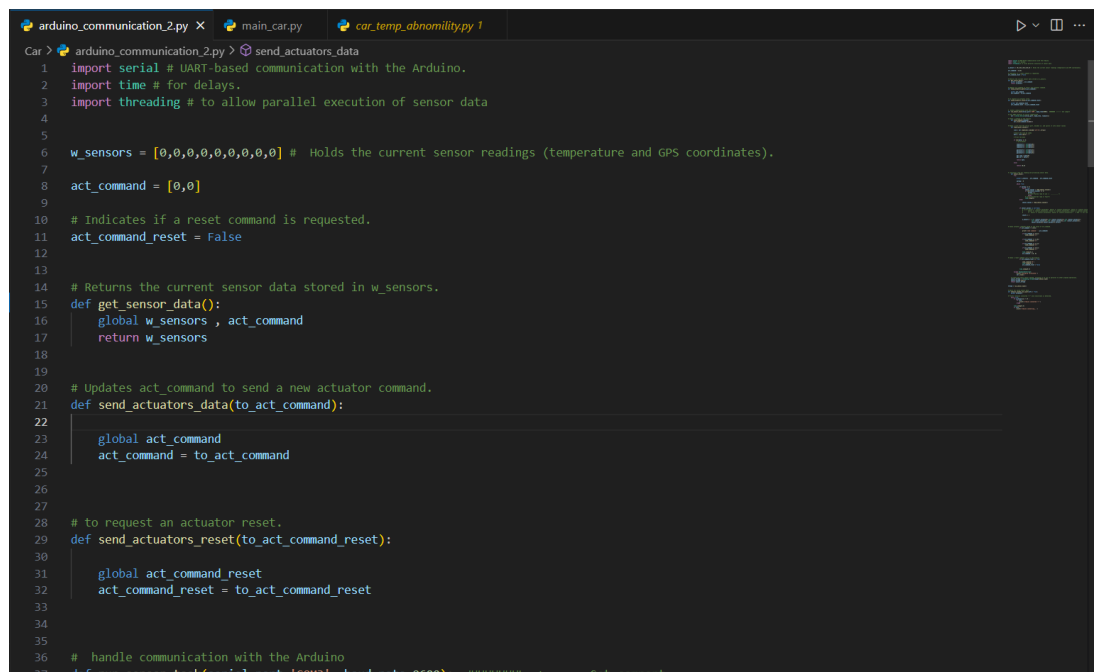 arduino_communication_2.py × main_car.py car_temp_abnomility.py 1
Car > arduino_communication_2.py > send_actuators_data
1 import serial # UART-based communication with the Arduino.
2 import time # for delays.
3 import threading # to allow parallel execution of sensor data
4
5
6 w_sensors = [0,0,0,0,0,0,0,0,0] #  Holds the current sensor readings (temperature and GPS coordinates).
7
8 act_command = [0,0]
9
10 # Indicates if a reset command is requested.
11 act_command_reset = False
12
13
14 # Returns the current sensor data stored in w_sensors.
15 def get_sensor_data():
16     global w_sensors , act_command
17     return w_sensors
18
19
20 # Updates act_command to send a new actuator command.
21 def send_actuators_data(to_act_command):
22
23     global act_command
24     act_command = to_act_command
25
26
27
28 # to request an actuator reset.
29 def send_actuators_reset(to_act_command_reset):
30
31     global act_command_reset
32     act_command_reset = to_act_command_reset
33
34
35
36 #  handle communication with the Arduino